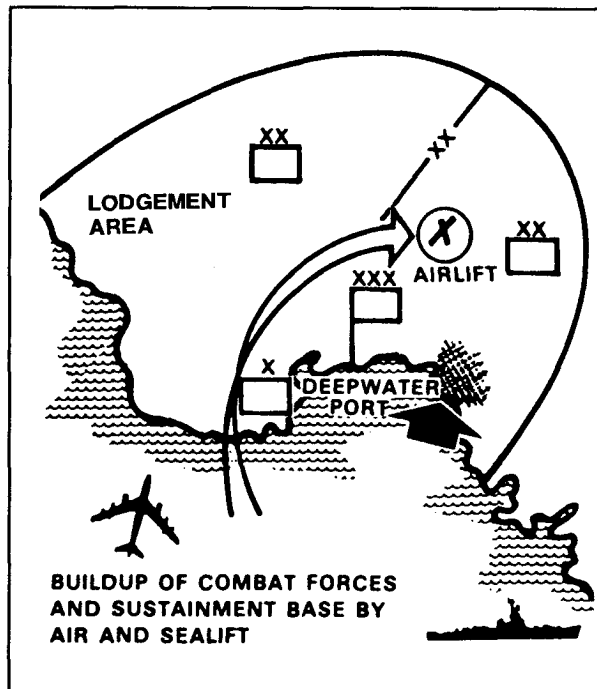 XX
XX
LODGEMENT
AREA
XX
AIRLIFT
XXX
X
DEEPWATER
PORT
BUILDUP OF COMBAT FORCES
AND SUSTAINMENT BASE BY
AIR AND SEALIFT